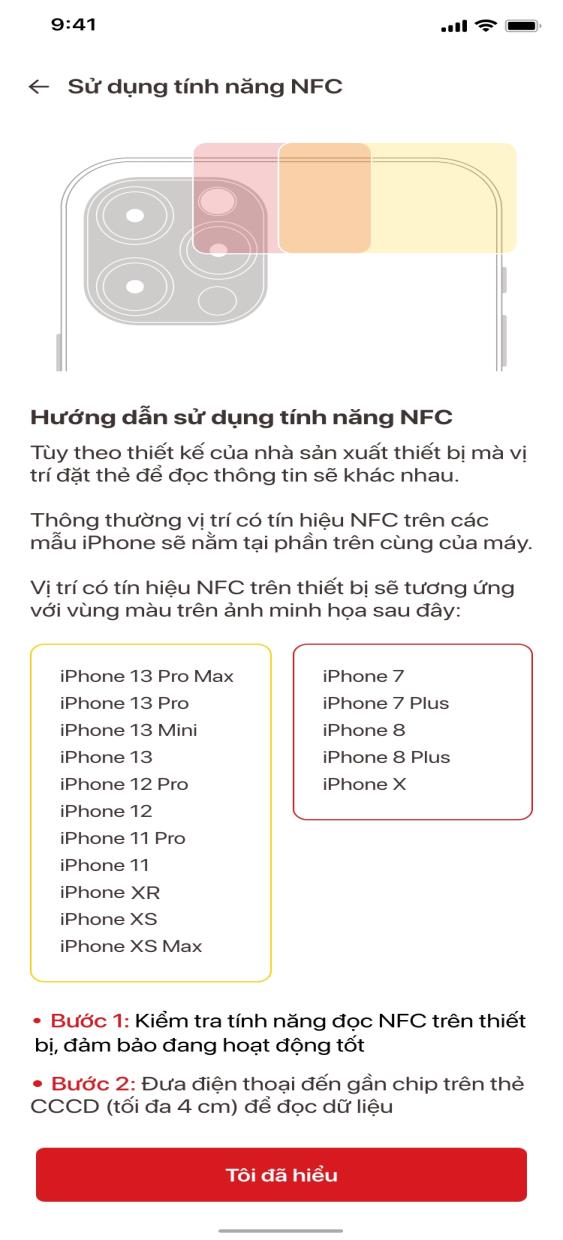 9:41
Sử dụng tính năng NFC
Hướng dẫn sử dụng tính năng NFC
Tùy theo thiết kế của nhà sản xuất thiết bị mà vị
trí đặt thẻ để đọc thông tin sẽ khác nhau.
Thông thường vị trí có tín hiệu NFC trên các
mẫu iPhone sẽ nằm tại phần trên cùng của máy.
Vị trí có tín hiệu NFC trên thiết bị sẽ tương ứng
với vùng màu trên ảnh minh họa sau đây:
iPhone 13 Pro Max
iPhone 13 Pro
iPhone 13 Mini
iPhone 13
iPhone 12 Pro
iPhone 12
iPhone 11 Pro
iPhone 11
iPhone XR
iPhone XS
iPhone XS Max
iPhone 7
iPhone 7 Plus
iPhone 8
iPhone 8 Plus
iPhone X
• Bước 1: Kiểm tra tính năng đọc NFC trên thiết
bị, đảm bảo đang hoạt động tốt
• Bước 2: Đưa điện thoại đến gần chip trên thẻ
CCCD (tối đa 4 cm) để đọc dữ liệu
Tôi đã hiểu